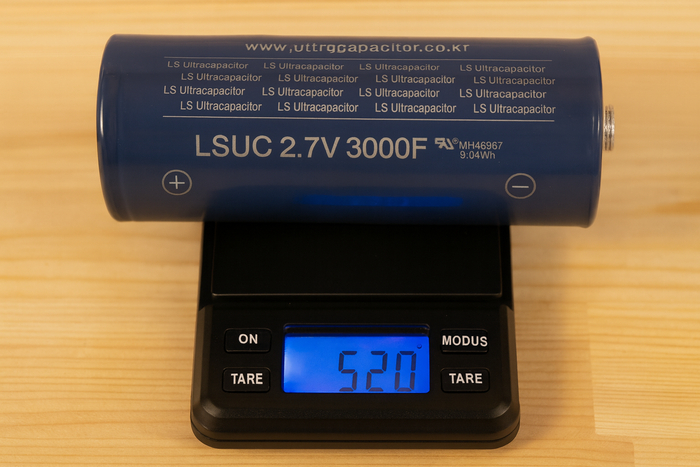 www.uttrgcapacitor.co.kr
LS Ultracapacitor LS Ultracapacitor LS Ultracapacitor LS Ultracapacitor
LS Ultracapacitor LS Ultracapacitor LS Ultracapacitor LS Ultracapacitor
LS Ultracapacitor LS Ultracapacitor LS Ultracapacitor LS Ultracapacitor
LS Ultracapacitor LS Ultracapacitor LS Ultracapacitor LS Ultracapacitor
LSUC 2.7V 3000F ® MH46967
9.04Wh
+ −
ON MODUS
520
TARE TARE